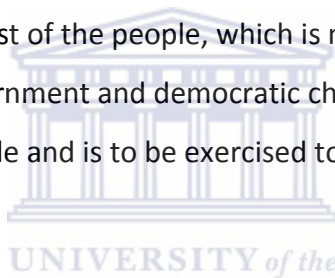 st of the people, which is r
rnment and democratic ch
le and is to be exercised to
UNIVERSITY of the